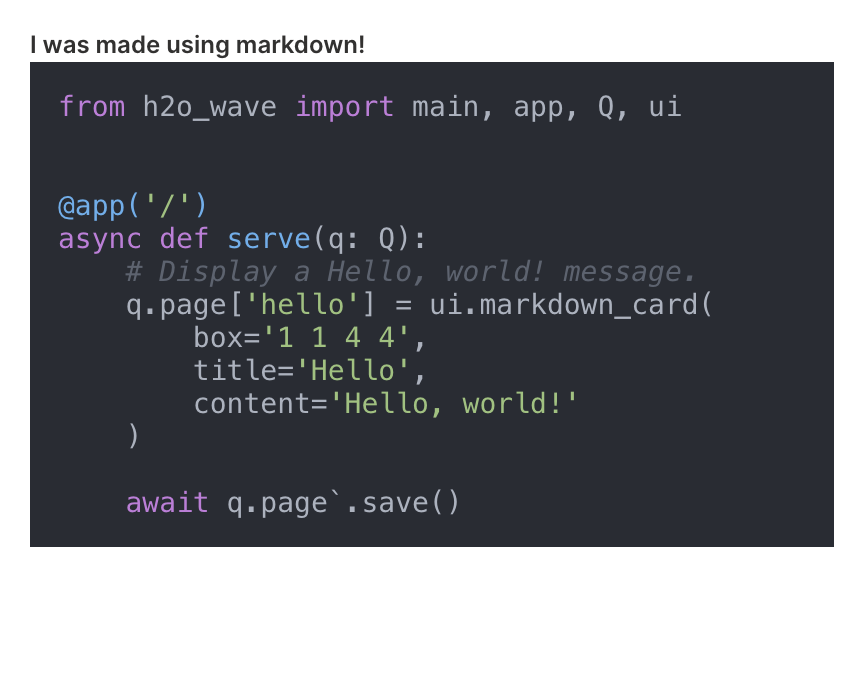 I was made using markdown!
from h2o_wave import main, app, Q, ui
@app('/')
async def serve(q: Q):
    # Display a Hello, world! message.
    q.page['hello'] = ui.markdown_card(
        box='1 1 4 4',
        title='Hello',
        content='Hello, world!'
    )
    await q.page`.save()